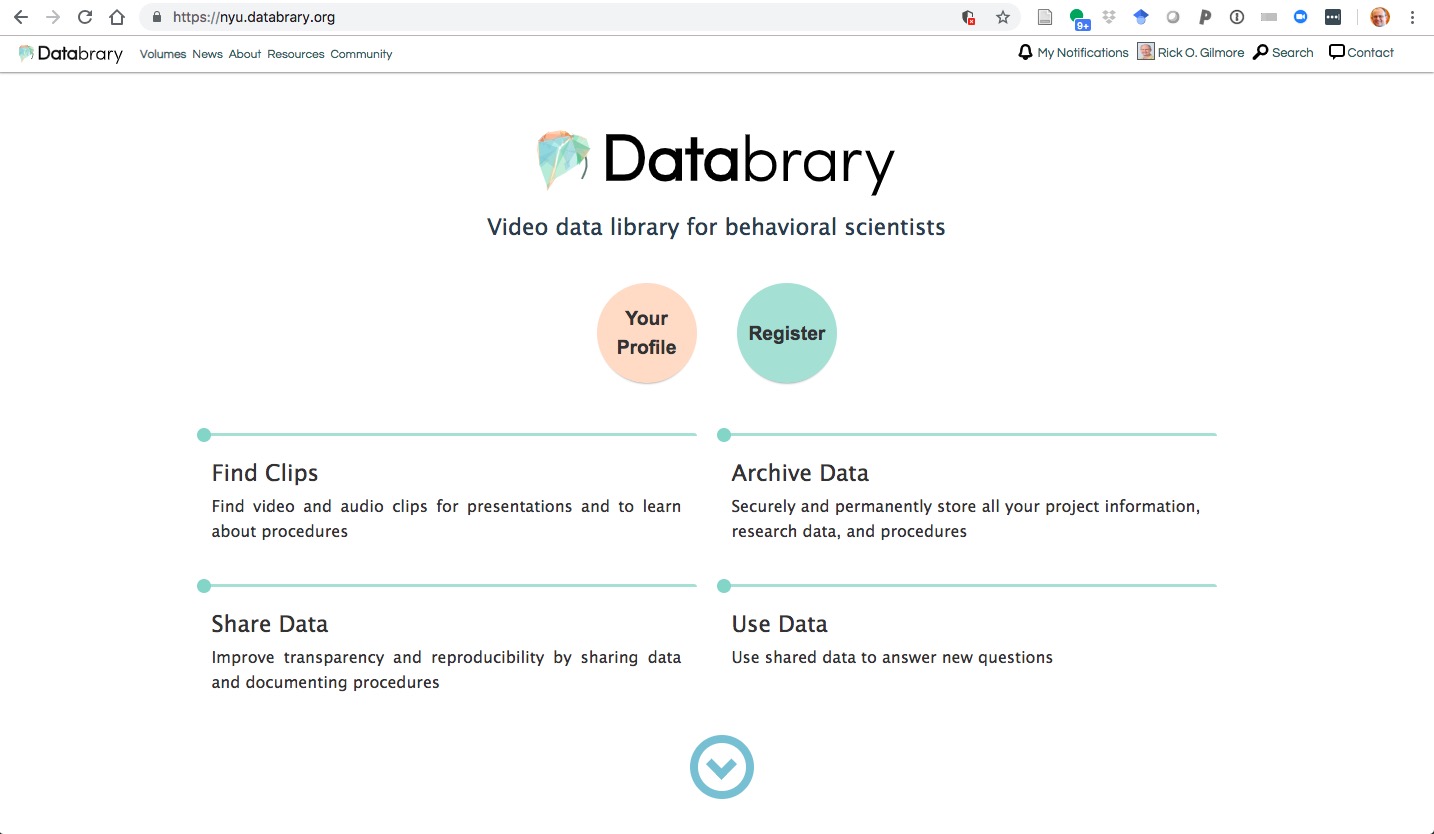 https://nyu.databrary.org
9+
Databrary
Volumes News About Resources Community
My Notifications Rick O. Gilmore Search Contact
Databrary
Video data library for behavioral scientists
Your
Profile
Register
Find Clips
Find video and audio clips for presentations and to learn
about procedures
Archive Data
Securely and permanently store all your project information,
research data, and procedures
Share Data
Improve transparency and reproducibility by sharing data
and documenting procedures
Use Data
Use shared data to answer new questions